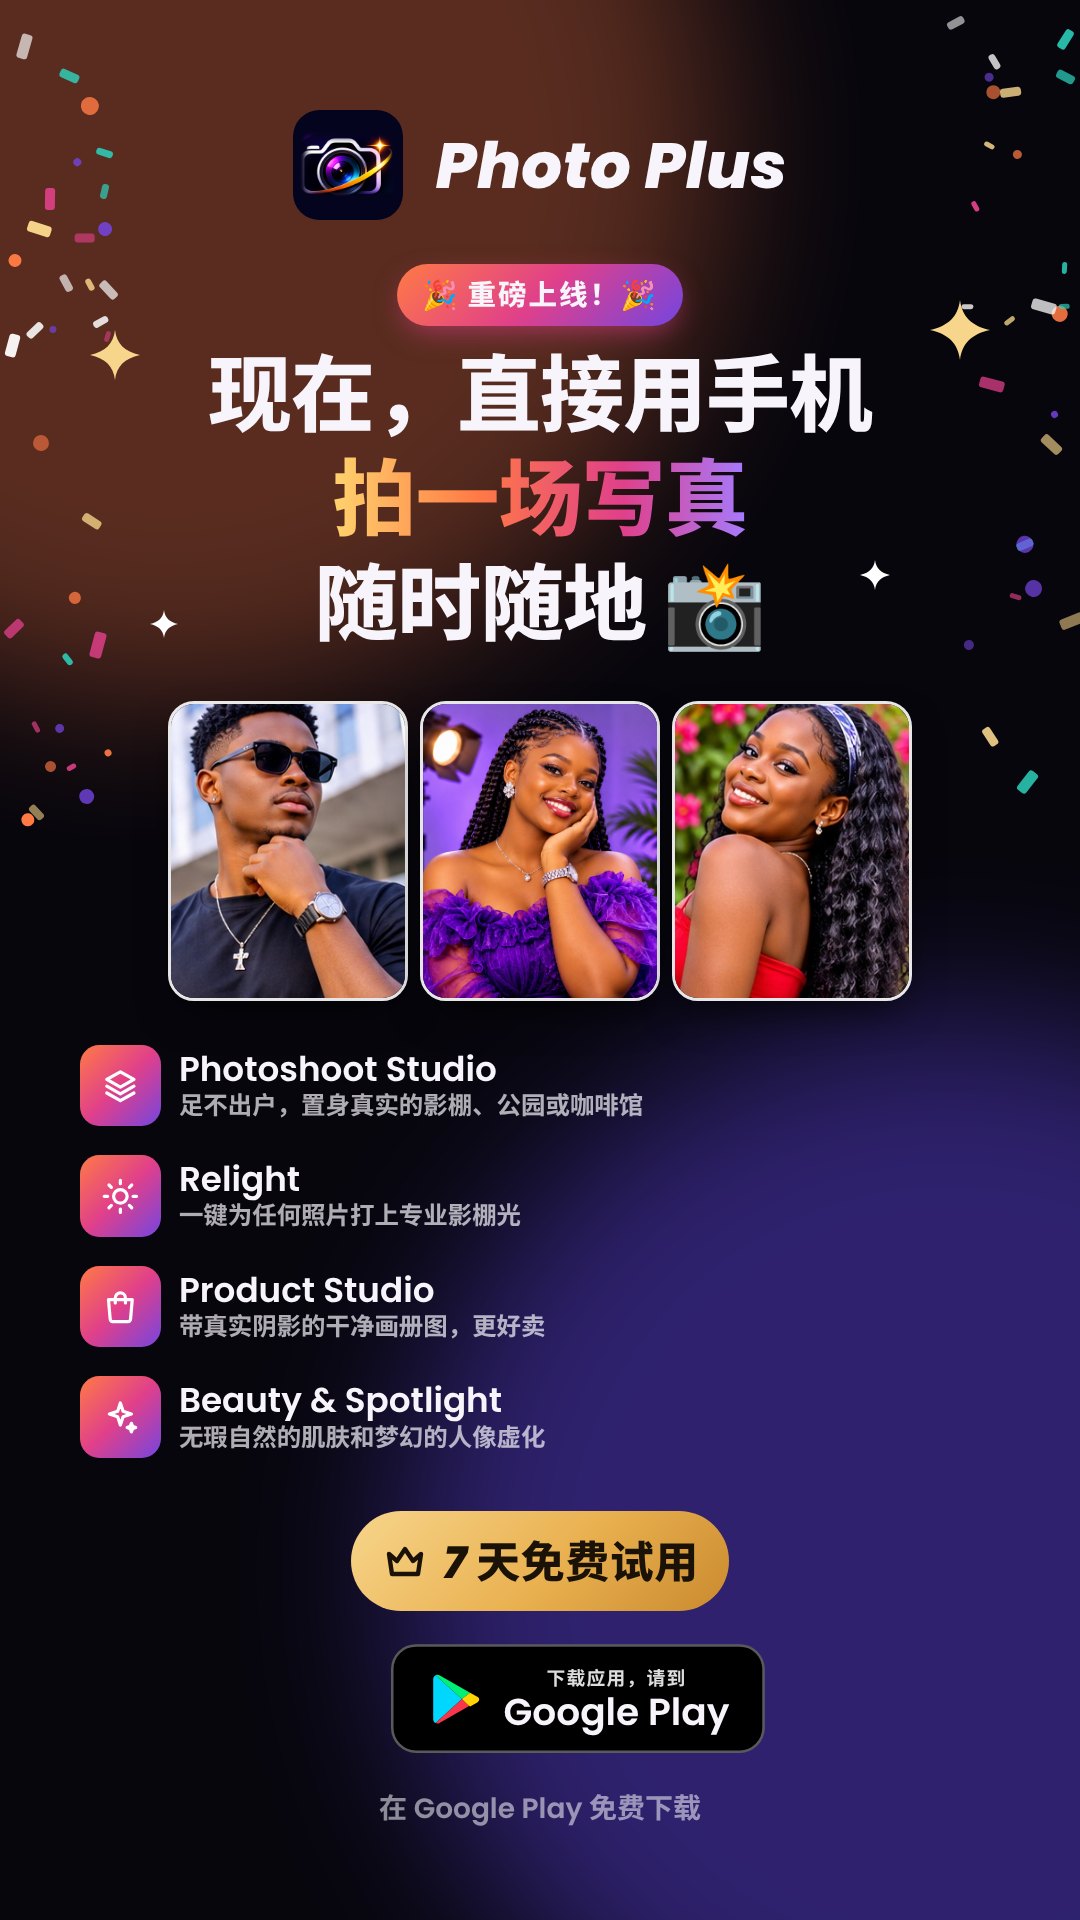 Photo Plus
🎉 重磅上线！🎉
现在，直接用手机
拍一场写真
随时随地 📸
Photoshoot Studio
足不出户，置身真实的影棚、公园或咖啡馆
Relight
一键为任何照片打上专业影棚光
Product Studio
带真实阴影的干净画册图，更好卖
Beauty & Spotlight
无瑕自然的肌肤和梦幻的人像虚化
7 天免费试用
下载应用，请到
Google Play
在 Google Play 免费下载